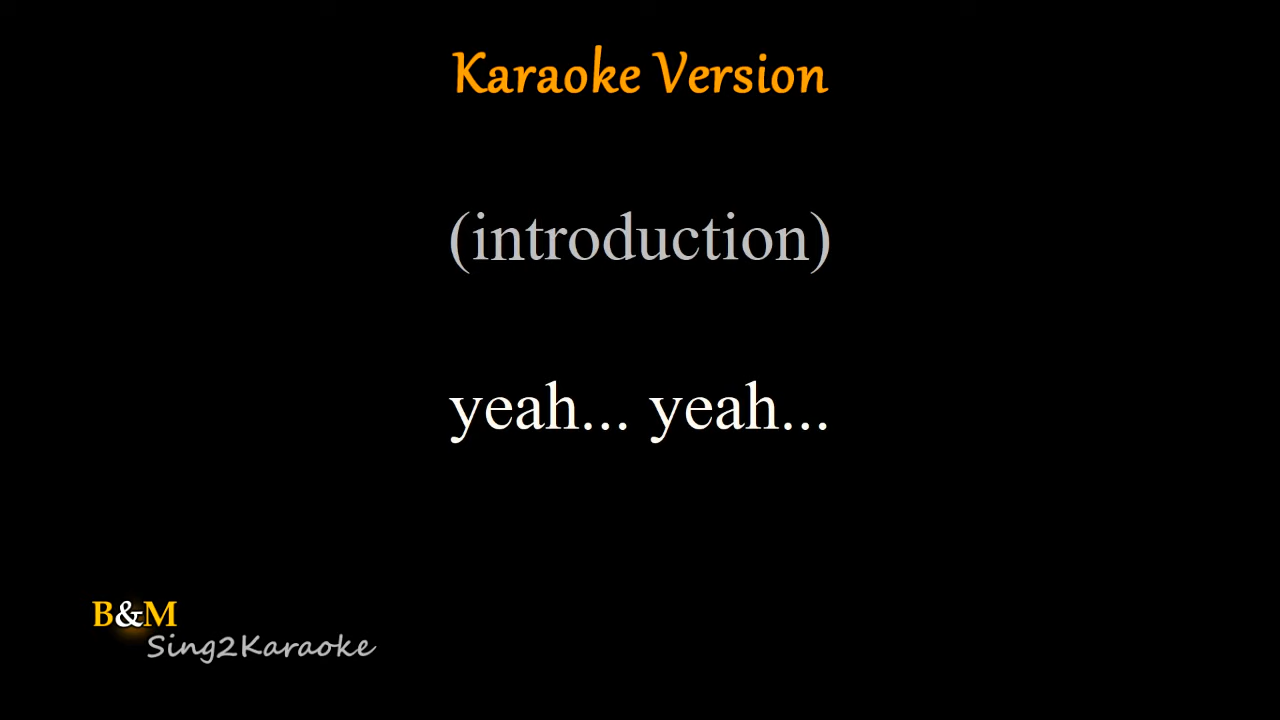 Karaoke Version
(introduction)
yeah... yeah...
B&M
Sing2Karaoke